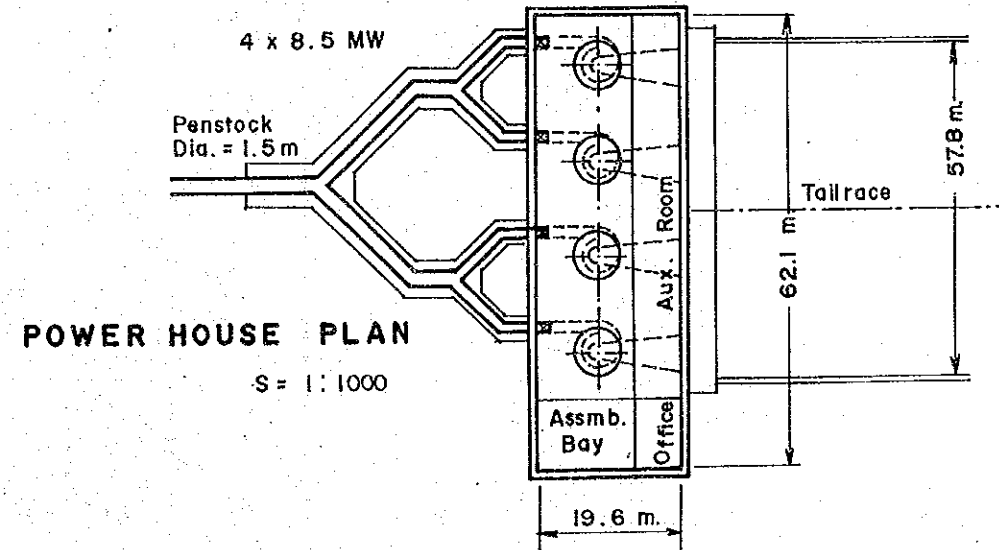 4 x 8.5 MW
Penstock
Dia. = 1.5 m
POWER HOUSE PLAN
S = 1:1000
Assmb.
Bay
Office
Aux. Room
62.1 m
Tailrace
57.8 m.
19.6 m.